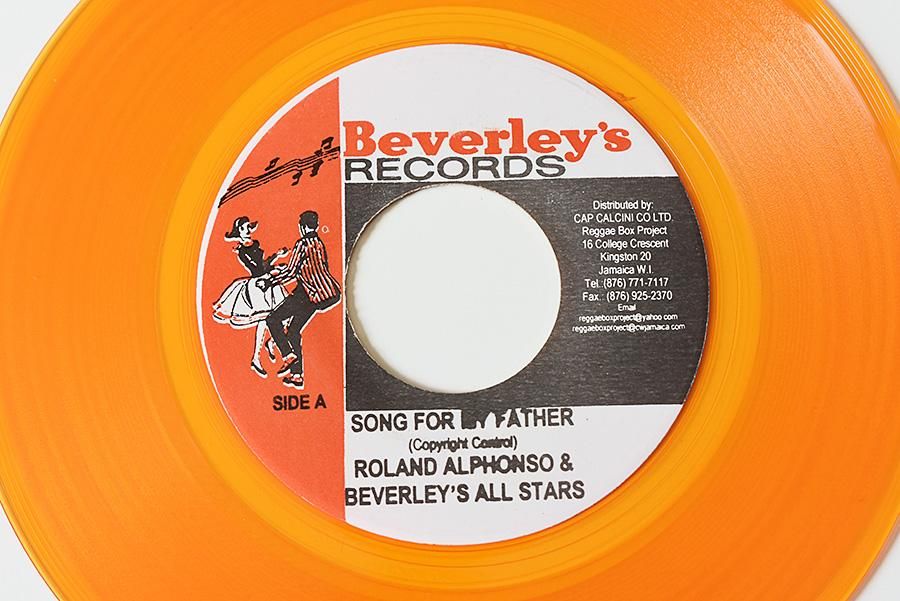 Beverley's
RECORDS
Distributed by:
CAP CALCINI CO LTD.
Reggae Box Project
16 College Crescent
Kingston 20
Jamaica W.I.
Tel.:(876) 771-7117
Fax.: (876) 925-2370
Email
reggaeboxproject@yahoo.com
reggaeboxproject@cwjamaica.com
SIDE A
SONG FOR MY FATHER
(Copyright Control)
ROLAND ALPHONSO &
BEVERLEY'S ALL STARS